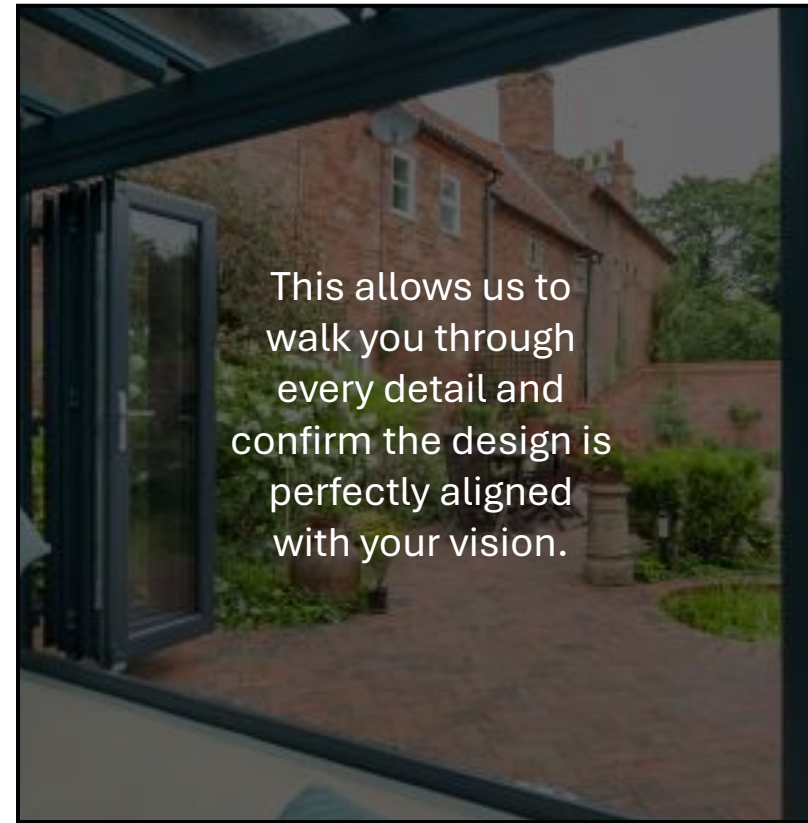 This allows us to
walk you through
every detail and
confirm the design is
perfectly aligned
with your vision.